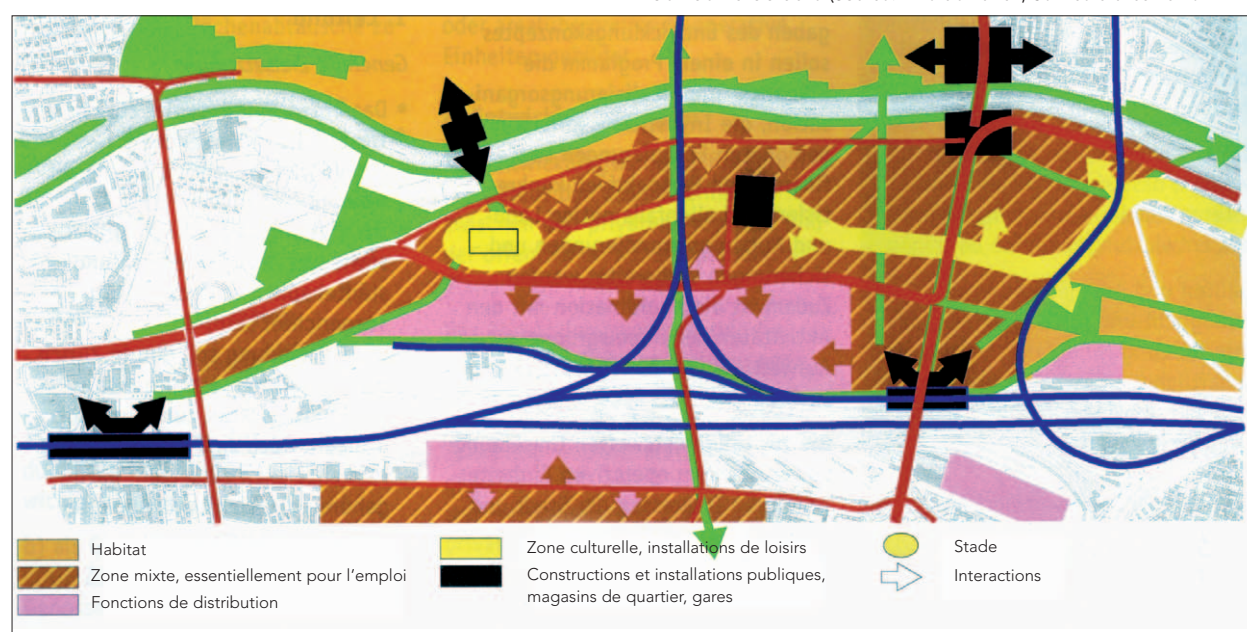 Habitat
Zone mixte, essentiellement pour l'emploi
Fonctions de distribution
Zone culturelle, installations de loisirs
Constructions et installations publiques,
magasins de quartier, gares
Stade
Interactions